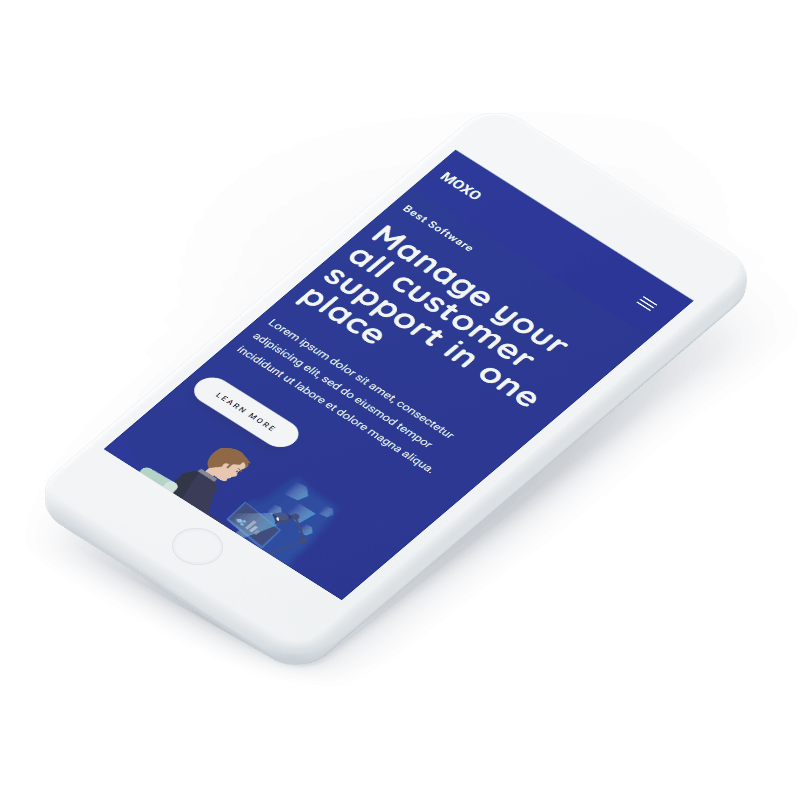 MOXO
Best Software
Manage your
all customer
support in one
place
Lorem ipsum dolor sit amet, consectetur
adipisicing elit, sed do eiusmod tempor
incididunt ut labore et dolore magna aliqua.
LEARN MORE